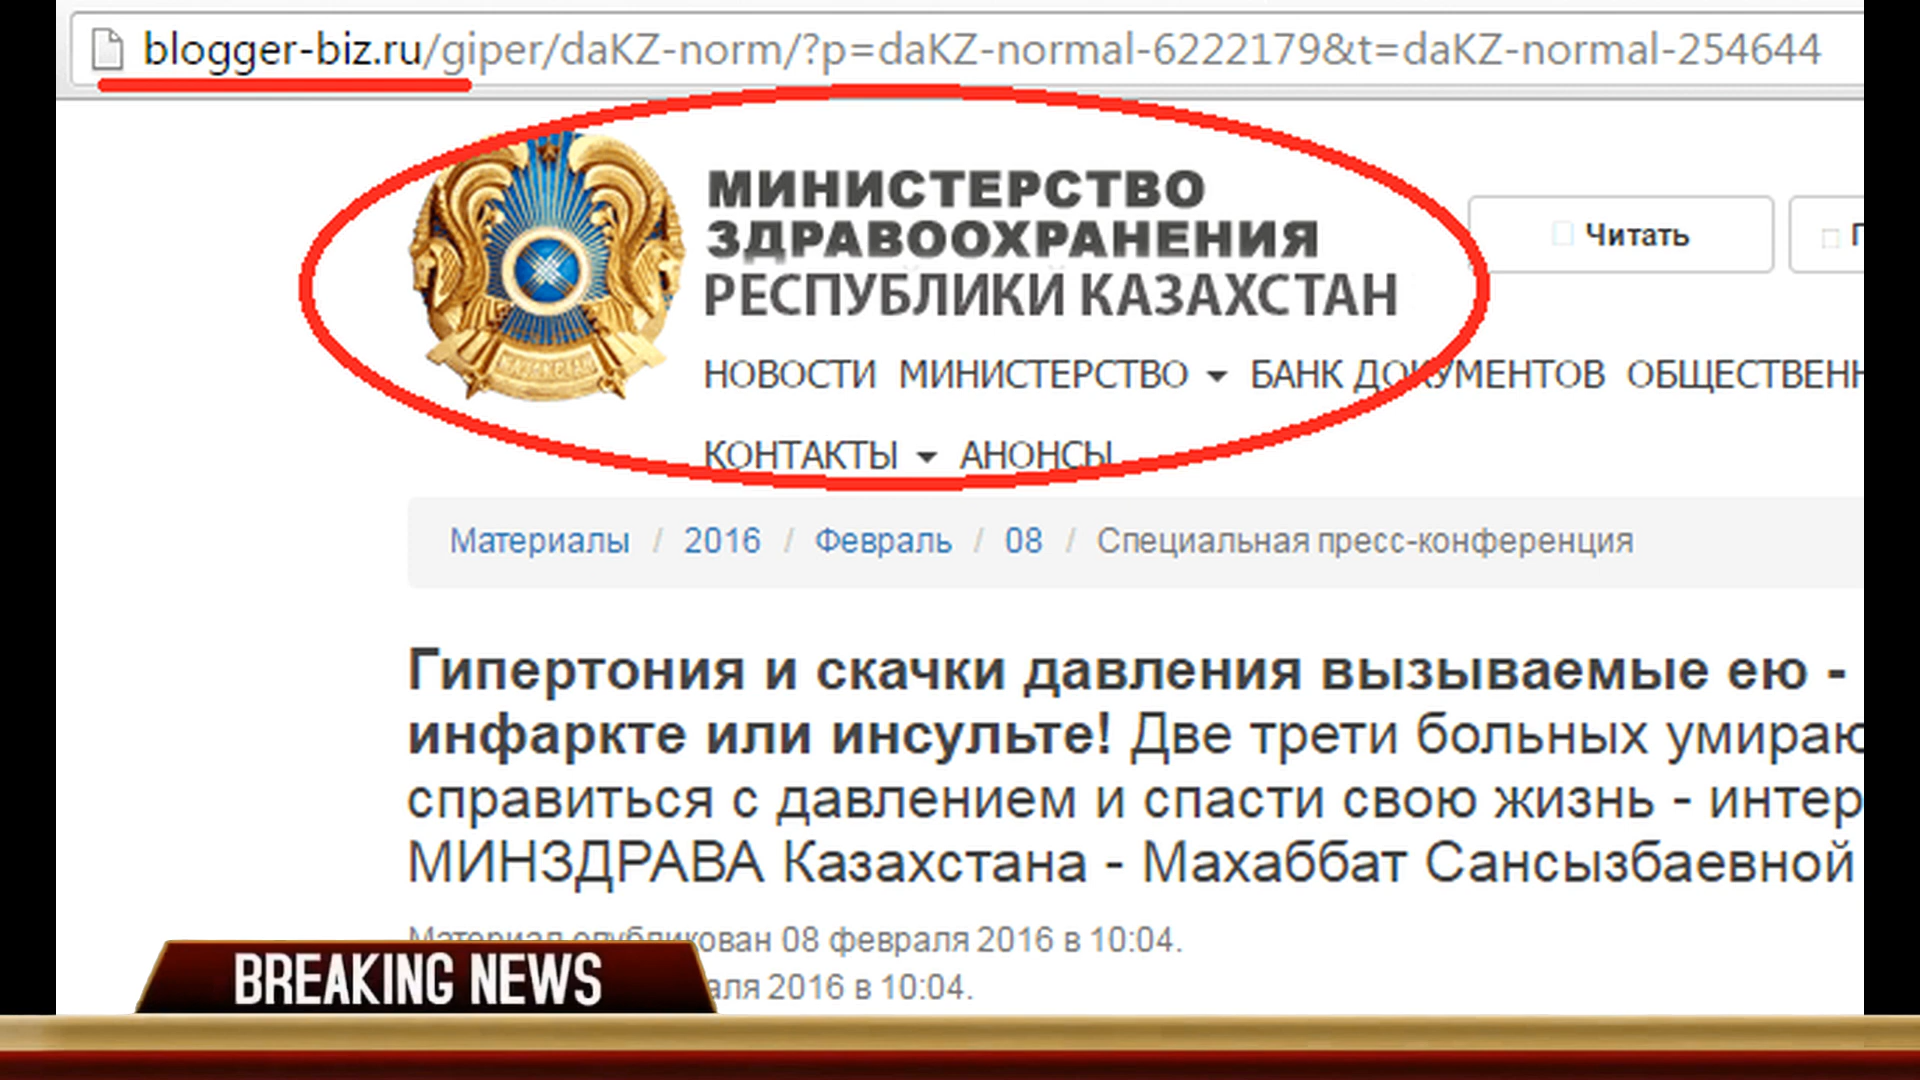 blogger-biz.ru/giper/daKZ-norm/?p=daKZ-normal-6222179&t=daKZ-normal-254644
МИНИСТЕРСТВО
ЗДРАВООХРАНЕНИЯ
РЕСПУБЛИКИ КАЗАХСТАН
Читать
НОВОСТИ МИНИСТЕРСТВО БАНК ДОКУМЕНТОВ ОБЩЕСТВЕНН
КОНТАКТЫ АНОНСЫ
Материалы / 2016 / Февраль / 08 / Специальная пресс-конференция
Гипертония и скачки давления вызываемые ею -
инфаркте или инсульте! Две трети больных умираю
справиться с давлением и спасти свою жизнь - интер
МИНЗДРАВА Казахстана - Махаббат Сансызбаевной
Материал опубликован 08 февраля 2016 в 10:04.
аля 2016 в 10:04.
BREAKING NEWS